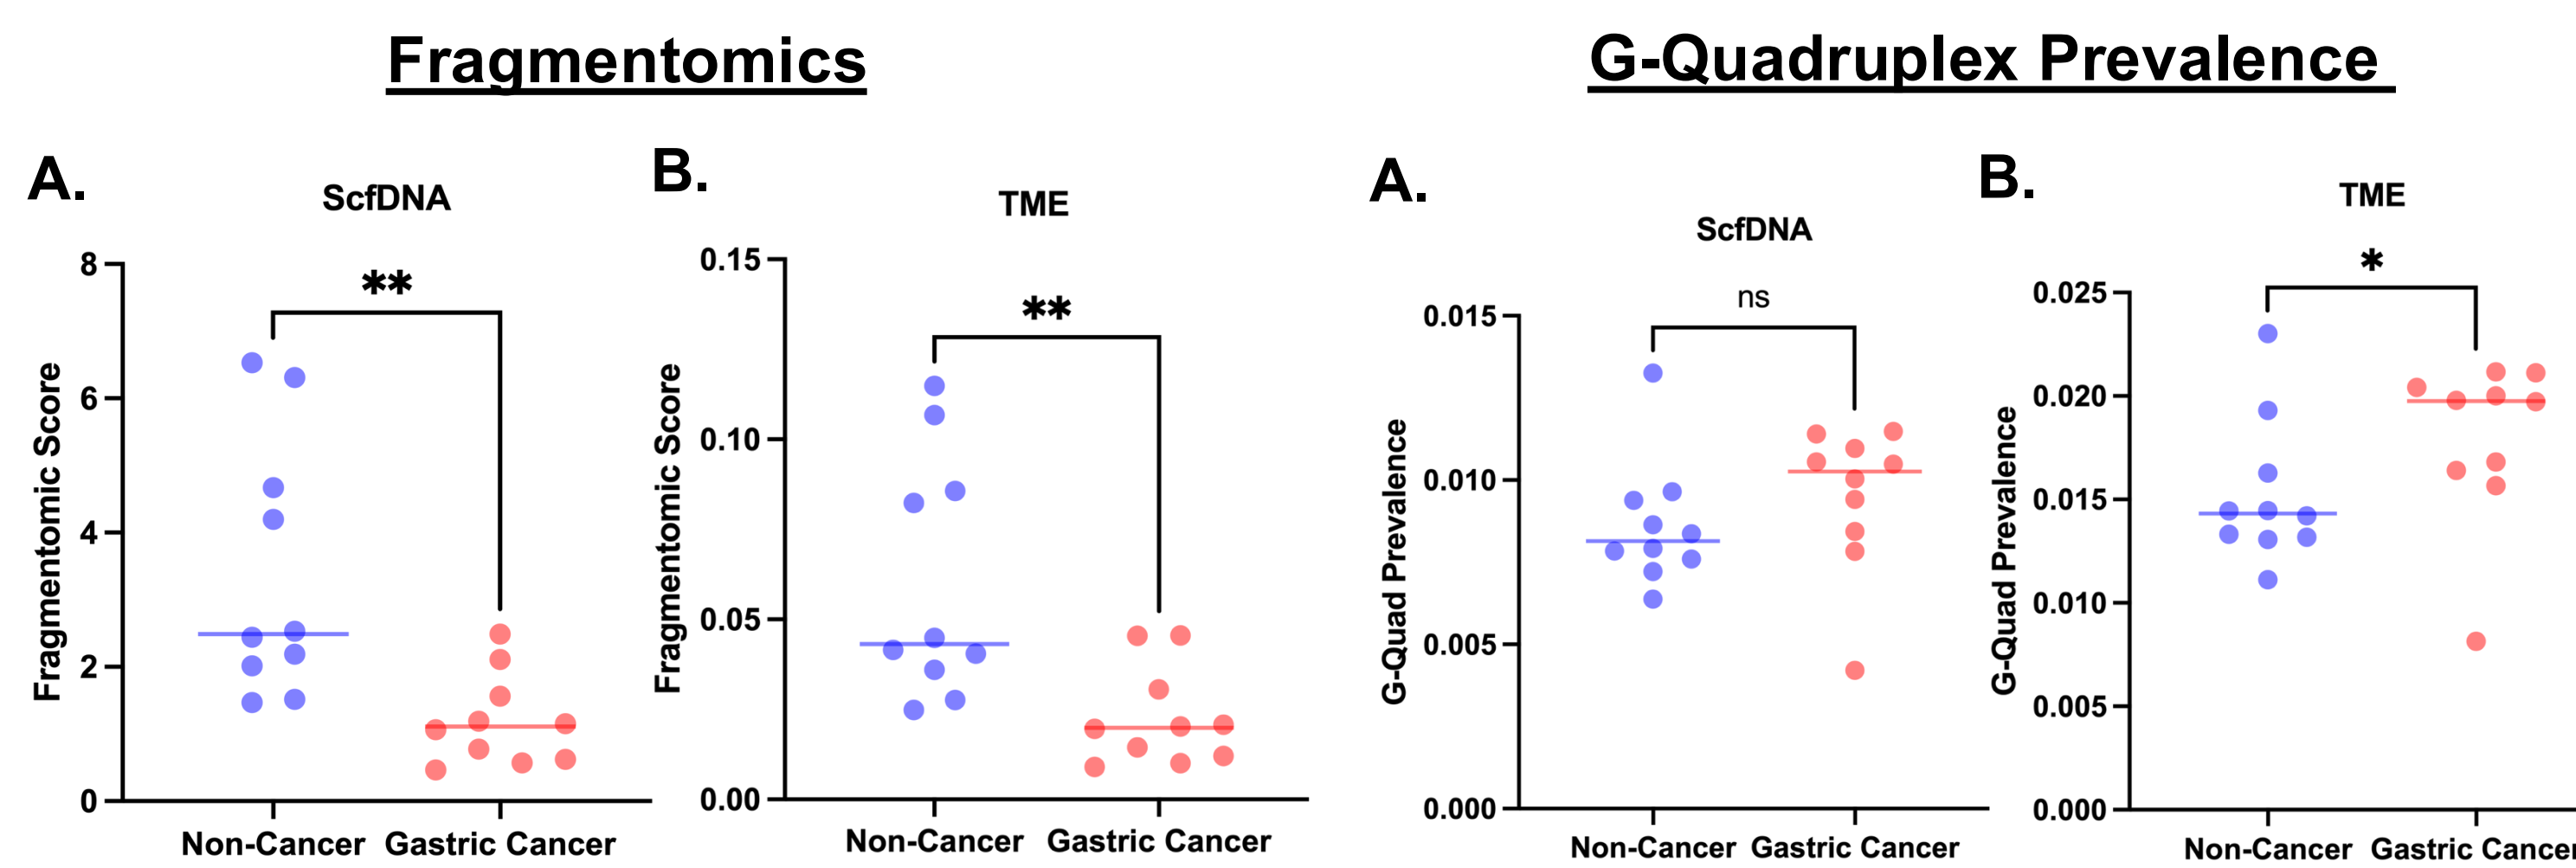 Fragmentomics
A.
ScfDNA
**
Fragmentomic Score
8
6
4
2
0
Non-Cancer Gastric Cancer
B.
TME
**
Fragmentomic Score
0.15
0.10
0.05
0.00
Non-Cancer Gastric Cancer
G-Quadruplex Prevalence
A.
ScfDNA
ns
G-Quad Prevalence
0.015
0.010
0.005
0.000
Non-Cancer Gastric Cancer
B.
TME
*
G-Quad Prevalence
0.025
0.020
0.015
0.010
0.005
0.000
Non-Cancer Gastric Cancer